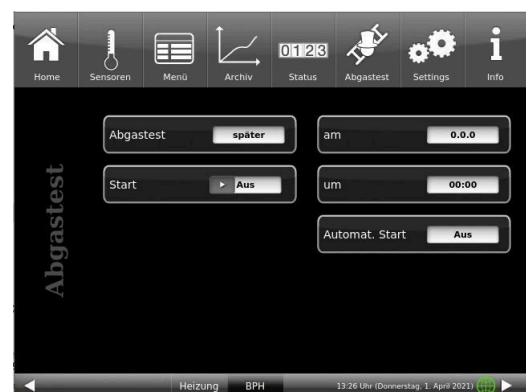 0123
Home Sensoren Menü Archiv Status Abgastest Settings Info
Abgastest
Abgastest später
am 0.0.0
Start Aus
um 00:00
Automat. Start Aus
Heizung BPH 13:26 Uhr (Donnerstag, 1. April 2021)